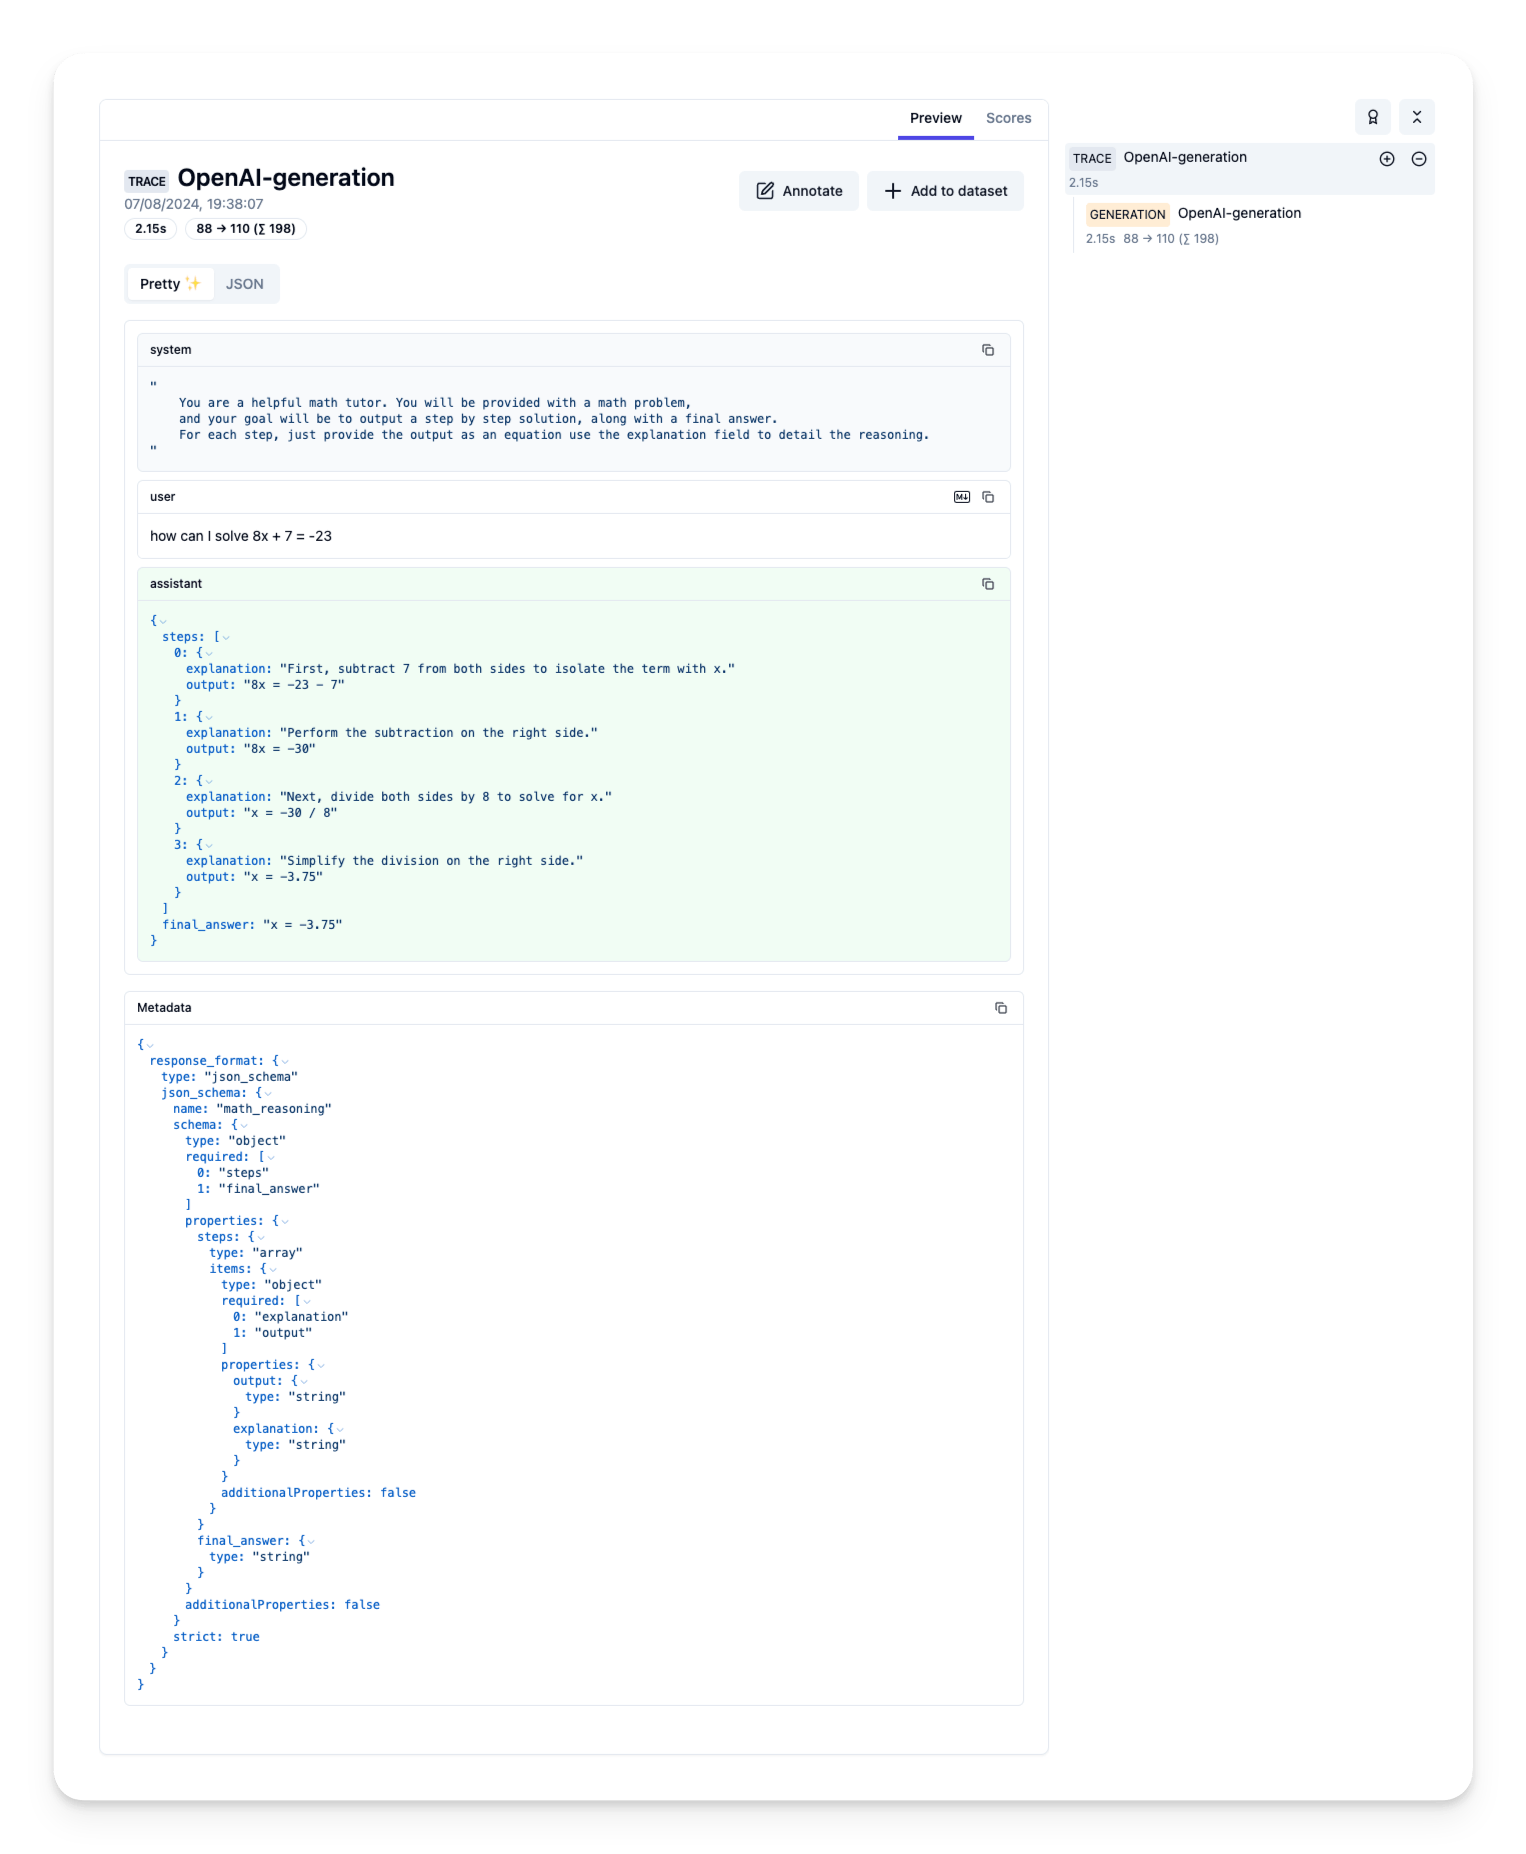 Preview Scores
TRACE OpenAI-generation
07/08/2024, 19:38:07
2.15s 88 → 110 (∑ 198)
Annotate
Add to dataset
Pretty ✨ JSON
system
"
    You are a helpful math tutor. You will be provided with a math problem,
    and your goal will be to output a step by step solution, along with a final answer.
    For each step, just provide the output as an equation use the explanation field to detail the reasoning.
"
user
M↓
how can I solve 8x + 7 = -23
assistant
{
  steps: [
    0: {
      explanation: "First, subtract 7 from both sides to isolate the term with x."
      output: "8x = -23 - 7"
    }
    1: {
      explanation: "Perform the subtraction on the right side."
      output: "8x = -30"
    }
    2: {
      explanation: "Next, divide both sides by 8 to solve for x."
      output: "x = -30 / 8"
    }
    3: {
      explanation: "Simplify the division on the right side."
      output: "x = -3.75"
    }
  ]
  final_answer: "x = -3.75"
}
Metadata
{
  response_format: {
    type: "json_schema"
    json_schema: {
      name: "math_reasoning"
      schema: {
        type: "object"
        required: [
          0: "steps"
          1: "final_answer"
        ]
        properties: {
          steps: {
            type: "array"
            items: {
              type: "object"
              required: [
                0: "explanation"
                1: "output"
              ]
              properties: {
                output: {
                  type: "string"
                }
                explanation: {
                  type: "string"
                }
              }
              additionalProperties: false
            }
          }
          final_answer: {
            type: "string"
          }
        }
        additionalProperties: false
      }
      strict: true
    }
  }
}
TRACE OpenAI-generation
2.15s
GENERATION OpenAI-generation
2.15s 88 → 110 (∑ 198)